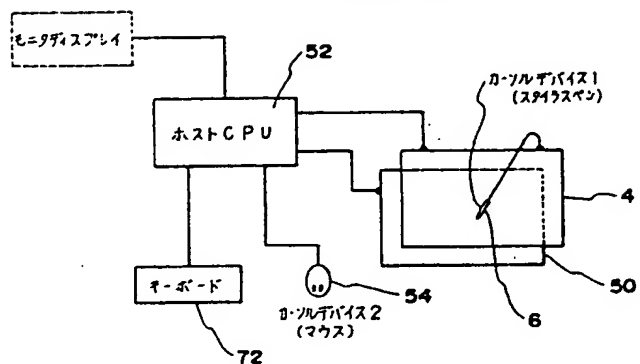 モニタディスプレイ
52
カーソルデバイス1
(スタイラスペン)
ホストCPU
4
キーボード
54
カーソルデバイス2
(マウス)
50
6
72